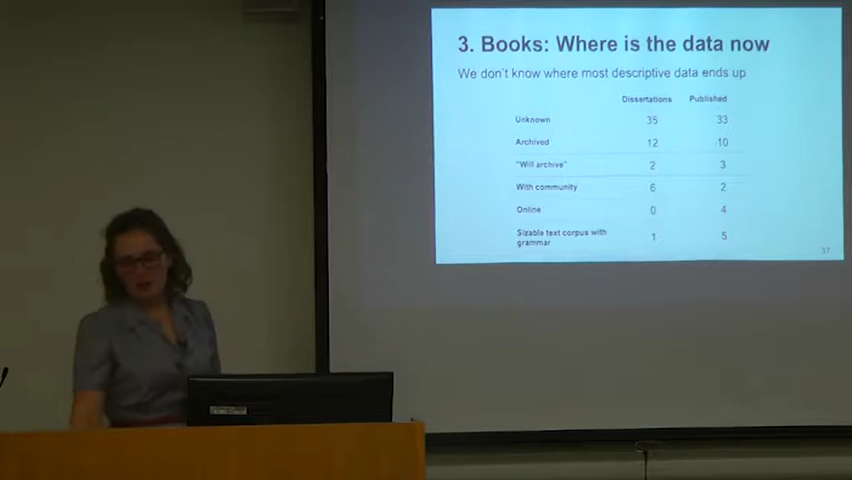 3. Books: Where is the data now
We don't know where most descriptive data ends up
Dissertations Published
Unknown 35 33
Archived 12 10
"Will archive" 2 3
With community 6 2
Online 0 4
Sizable text corpus with
grammar 1 5
37